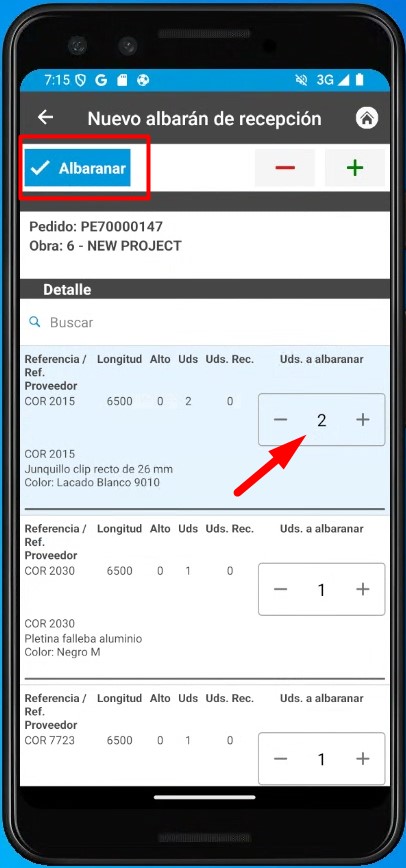 7:15 G 3G
Nuevo albarán de recepción
Albaranar
Pedido: PE70000147
Obra: 6 - NEW PROJECT
Detalle
Buscar
Referencia / Longitud Alto Uds Uds. Rec. Uds. a albaranar
Ref.
Proveedor
COR 2015 6500 0 2 0
2
COR 2015
Junquillo clip recto de 26 mm
Color: Lacado Blanco 9010
Referencia / Longitud Alto Uds Uds. Rec. Uds. a albaranar
Ref.
Proveedor
COR 2030 6500 0 1 0
1
COR 2030
Pletina falleba aluminio
Color: Negro M
Referencia / Longitud Alto Uds Uds. Rec. Uds. a albaranar
Ref.
Proveedor
COR 7723 6500 0 1 0
1